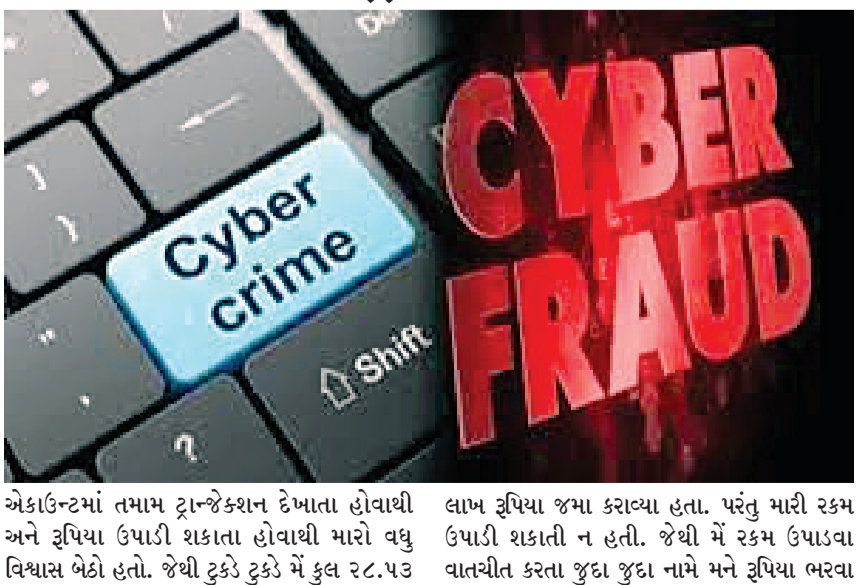 Del
Cyber
crime
Shift
?
CYBER
FRAUD
એકાઉન્ટમાં તમામ ટ્રાન્જેક્શન દેખાતા હોવાથી
અને રૂપિયા ઉપાડી શકાતા હોવાથી મારો વધુ
વિશ્વાસ બેઠો હતો. જેથી ટુકડે ટુકડે મેં કુલ ૨૮.૫૩
લાખ રૂપિયા જમા કરાવ્યા હતા. પરંતુ મારી રકમ
ઉપાડી શકાતી ન હતી. જેથી મેં રકમ ઉપાડવા
વાતચીત કરતા જુદા જુદા નામે મને રૂપિયા ભરવા